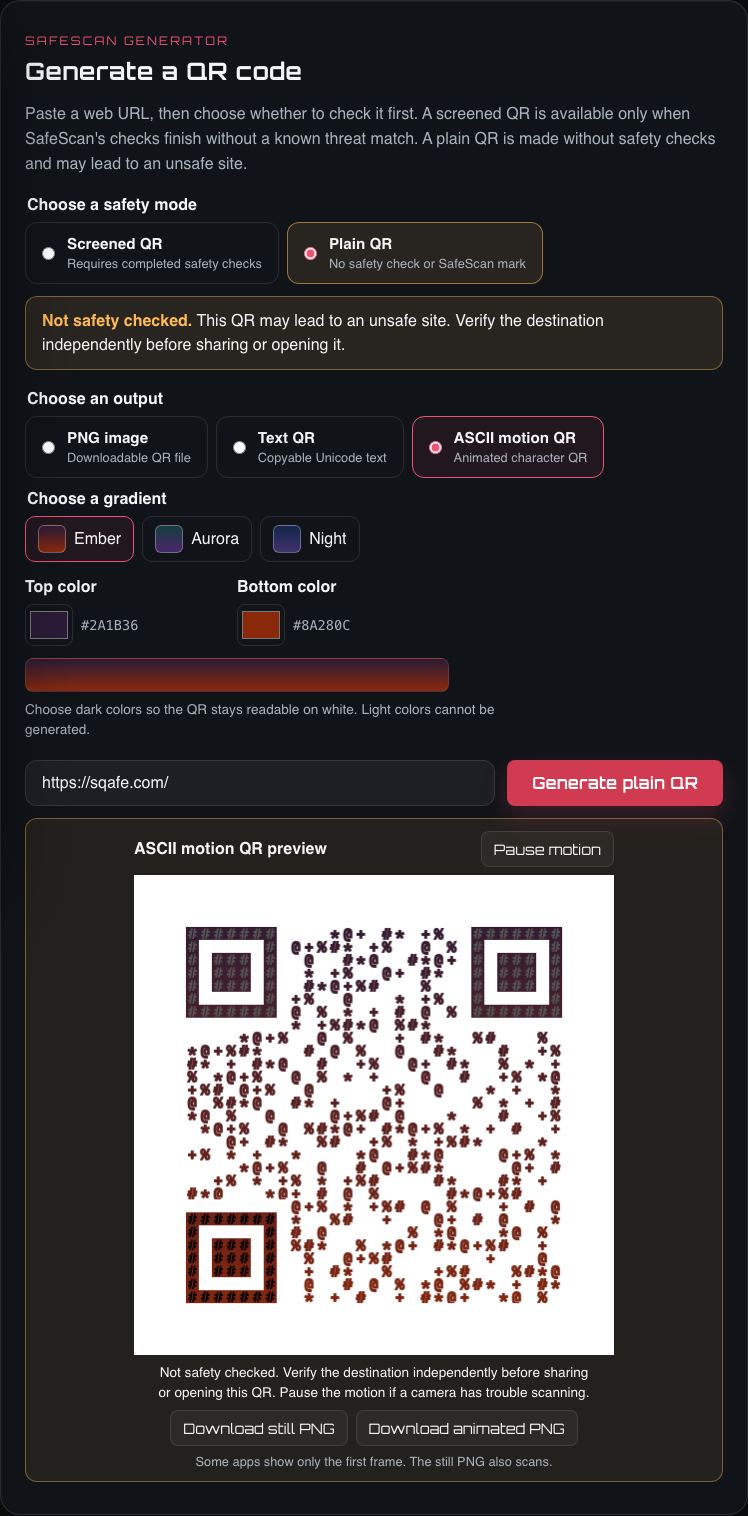 SAFESCAN GENERATOR
Generate a QR code
Paste a web URL, then choose whether to check it first. A screened QR is available only when
SafeScan's checks finish without a known threat match. A plain QR is made without safety checks
and may lead to an unsafe site.
Choose a safety mode
Screened QR
Requires completed safety checks
Plain QR
No safety check or SafeScan mark
Not safety checked. This QR may lead to an unsafe site. Verify the destination
independently before sharing or opening it.
Choose an output
PNG image
Downloadable QR file
Text QR
Copyable Unicode text
ASCII motion QR
Animated character QR
Choose a gradient
Ember
Aurora
Night
Top color
Bottom color
#2A1B36
#8A280C
Choose dark colors so the QR stays readable on white. Light colors cannot be
generated.
https://sqafe.com/
Generate plain QR
ASCII motion QR preview
Pause motion
Not safety checked. Verify the destination independently before sharing
or opening this QR. Pause the motion if a camera has trouble scanning.
Download still PNG
Download animated PNG
Some apps show only the first frame. The still PNG also scans.